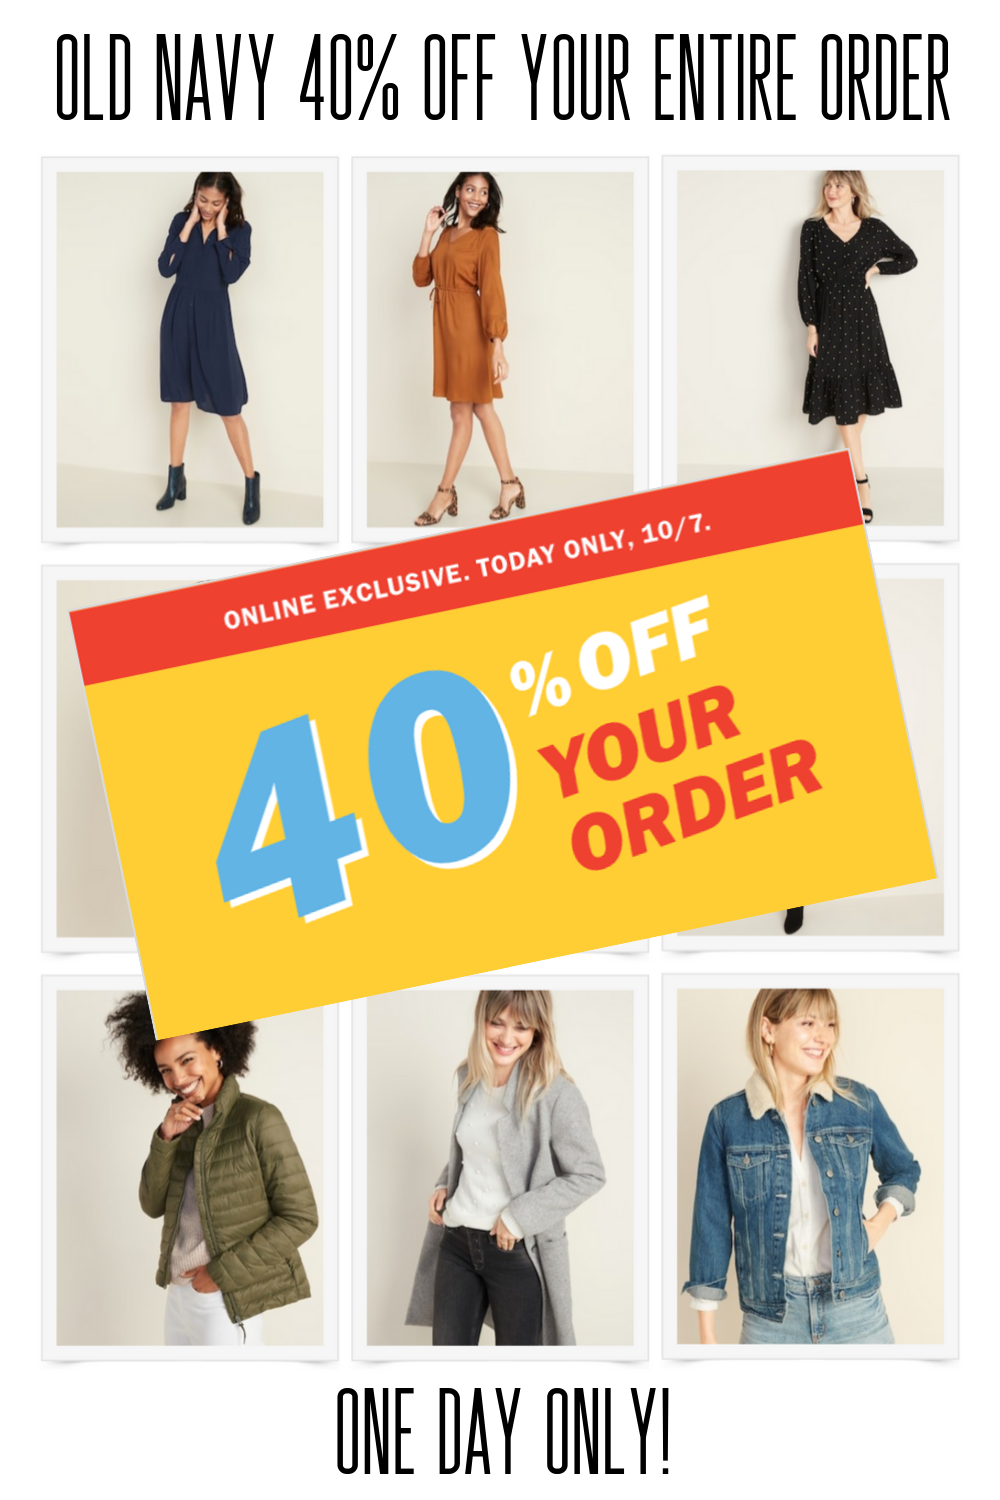 OLD NAVY 40% OFF YOUR ENTIRE ORDER
ONLINE EXCLUSIVE. TODAY ONLY, 10/7.
40% OFF
YOUR
ORDER
ONE DAY ONLY!